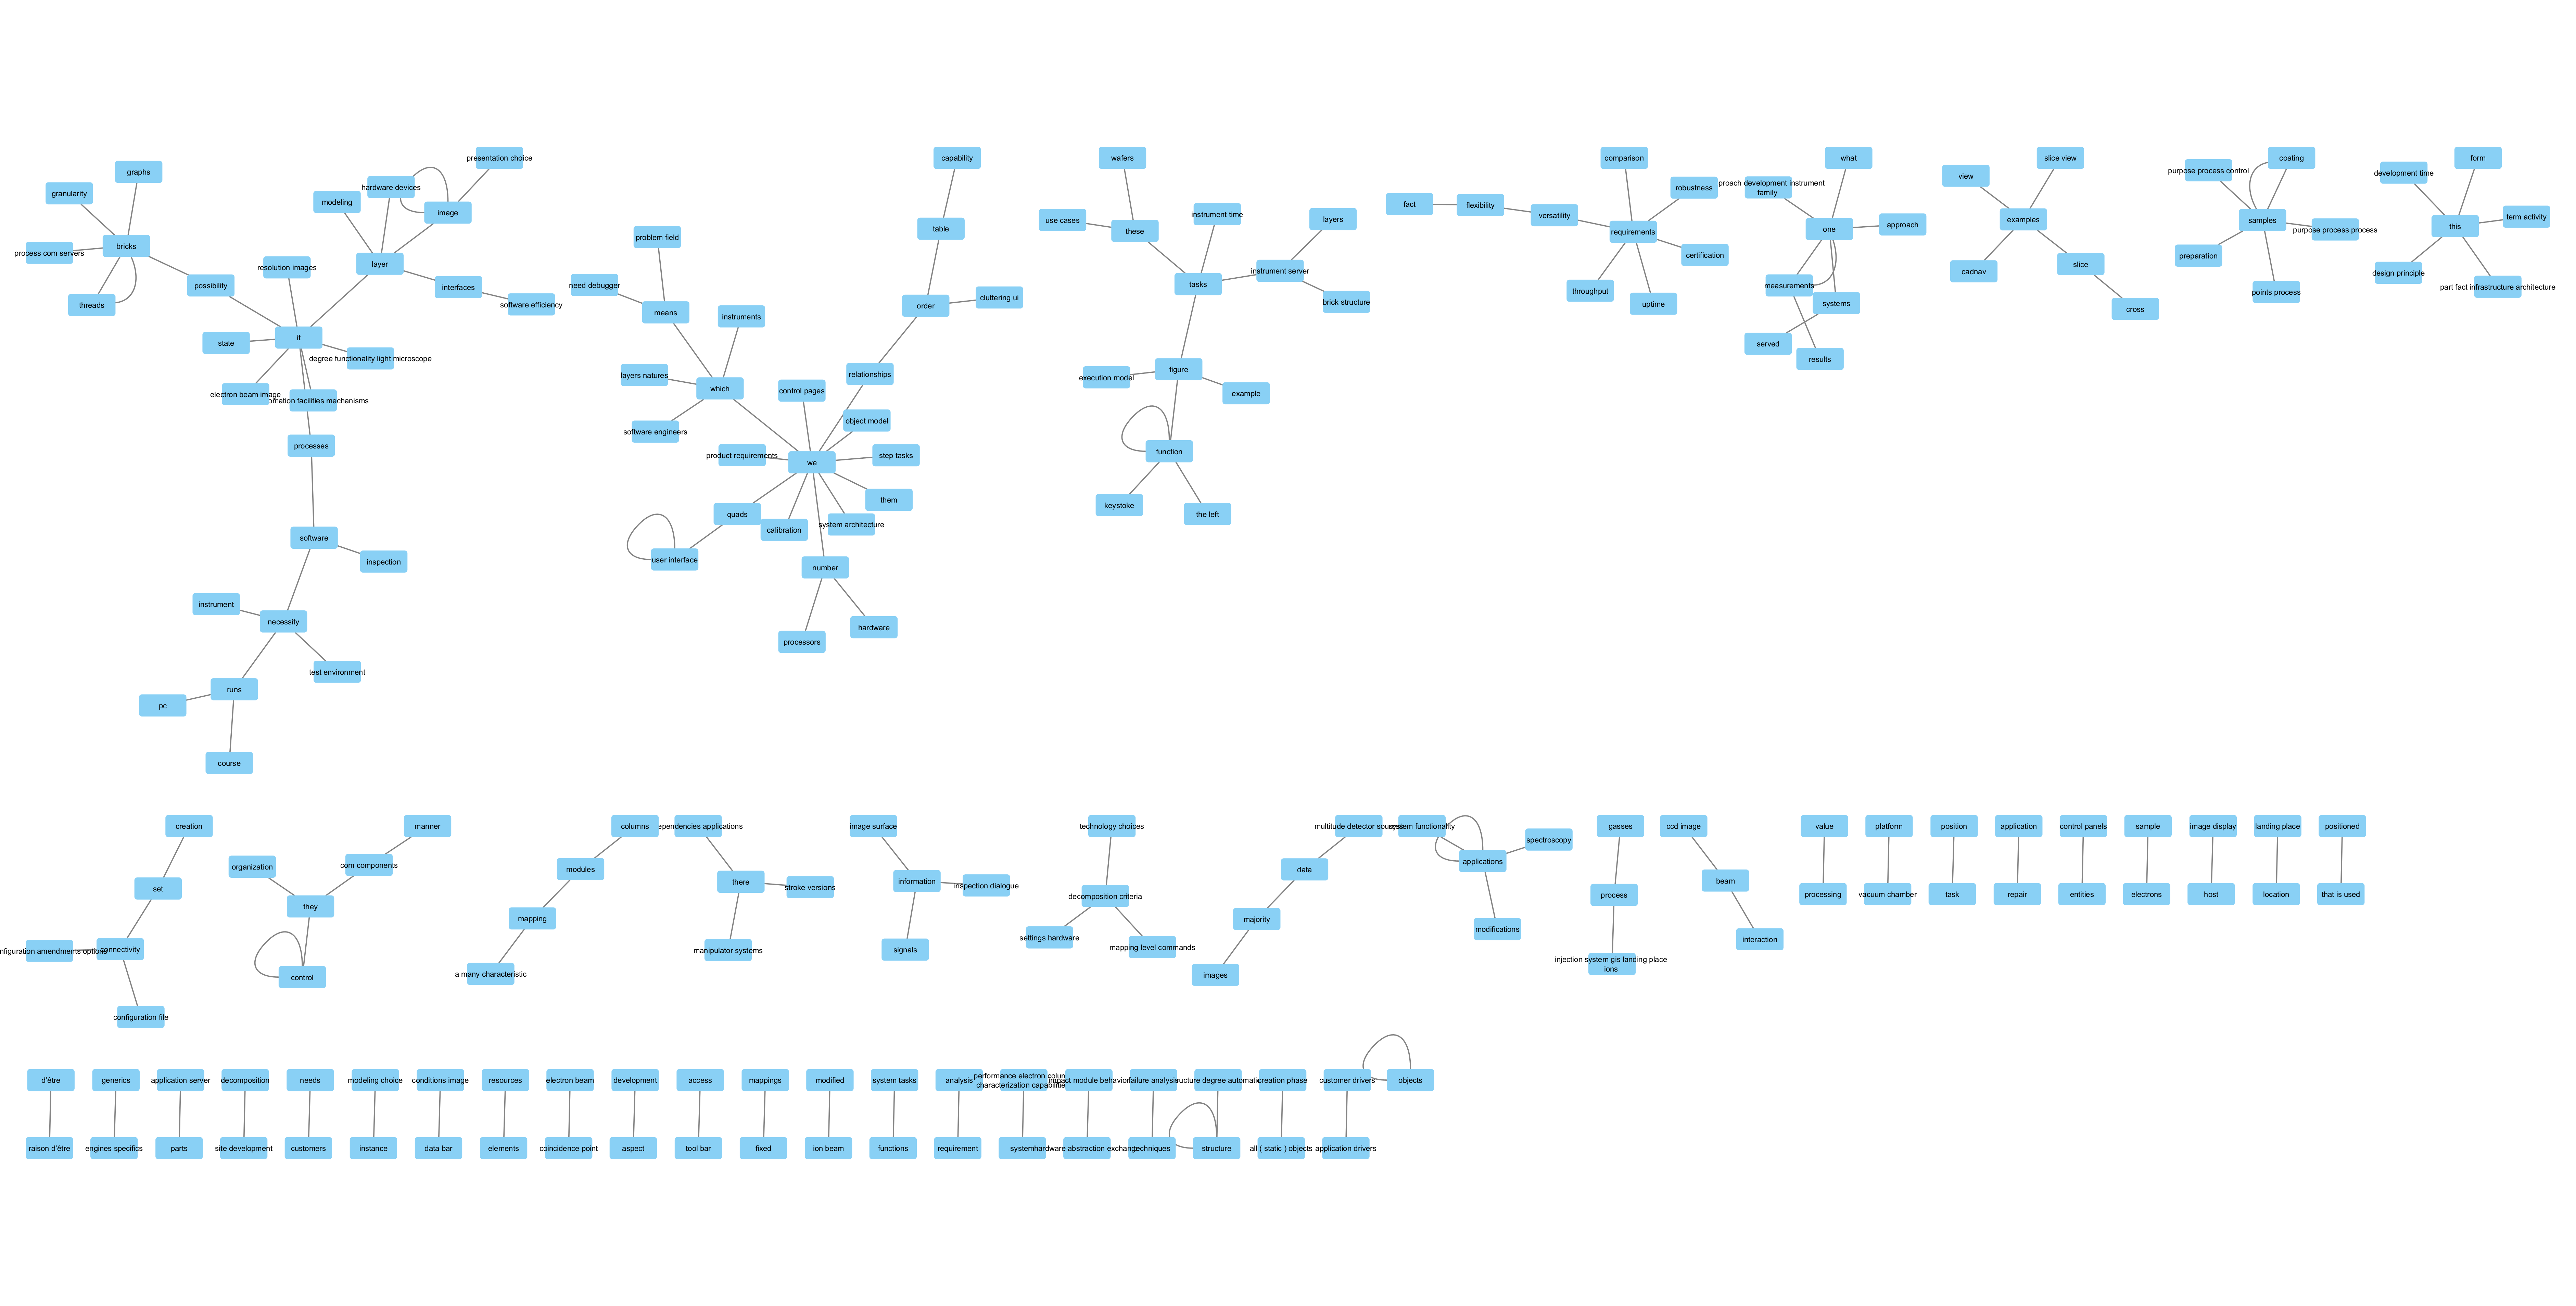 graphs
granularity
process com servers
bricks
threads
possibility
resolution images
modeling
hardware devices
presentation choice
image
layer
interfaces
software efficiency
state
it
degree functionality light microscope
electron beam image
omation facilities mechanisms
processes
software
inspection
instrument
necessity
test environment
runs
pc
course
problem field
need debugger
means
instruments
layers natures
which
software engineers
control pages
product requirements
we
object model
step tasks
them
system architecture
calibration
quads
user interface
number
processors
hardware
relationships
order
cluttering ui
table
capability
wafers
use cases
these
instrument time
layers
instrument server
brick structure
tasks
figure
execution model
example
function
keystoke
the left
fact
flexibility
versatility
comparison
robustness
requirements
certification
throughput
uptime
what
proach development instrument
family
one
approach
measurements
systems
served
results
view
slice view
examples
cadnav
slice
cross
purpose process control
coating
samples
purpose process process
preparation
points process
development time
form
term activity
this
design principle
part fact infrastructure architecture
creation
set
nfiguration amendments options
connectivity
configuration file
manner
organization
com components
they
control
columns
modules
mapping
a many characteristic
ependencies applications
there
stroke versions
manipulator systems
image surface
information
inspection dialogue
signals
technology choices
decomposition criteria
settings hardware
mapping level commands
multitude detector sources
data
majority
images
system functionality
applications
spectroscopy
modifications
gasses
process
injection system gis landing place
ions
ccd image
beam
interaction
value
processing
platform
vacuum chamber
position
task
application
repair
control panels
entities
sample
electrons
image display
host
landing place
location
positioned
that is used
d'être
raison d'être
generics
engines specifics
application server
parts
decomposition
site development
needs
customers
modeling choice
instance
conditions image
data bar
resources
elements
electron beam
coincidence point
development
aspect
access
tool bar
mappings
fixed
modified
ion beam
system tasks
functions
analysis
requirement
performance electron colum
characterization capabilitie
system
impact module behavior
hardware abstraction exchange
failure analysis
techniques
ructure degree automatic
structure
creation phase
all ( static ) objects
customer drivers
application drivers
objects